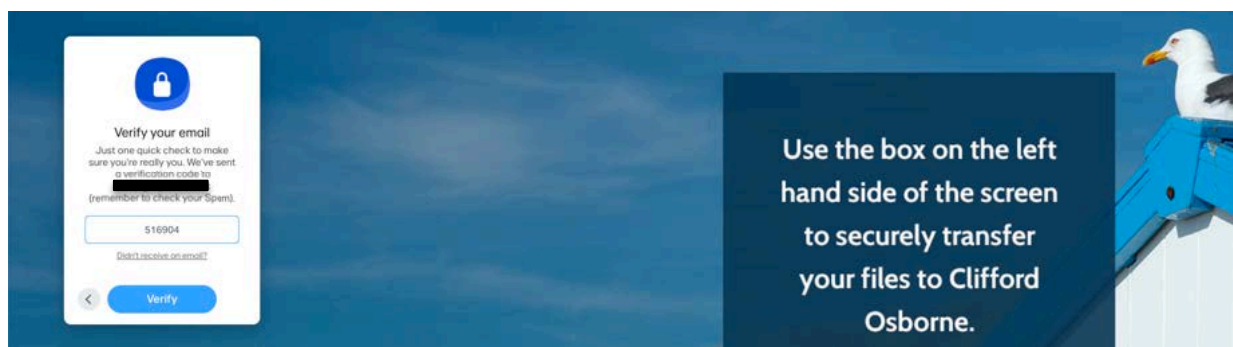 Verify your email
Just one quick check to make
sure you're really you. We've sent
a verification code to
(remember to check your Spam).
516904
Didn't receive an email?
Verify
Use the box on the left
hand side of the screen
to securely transfer
your files to Clifford
Osborne.